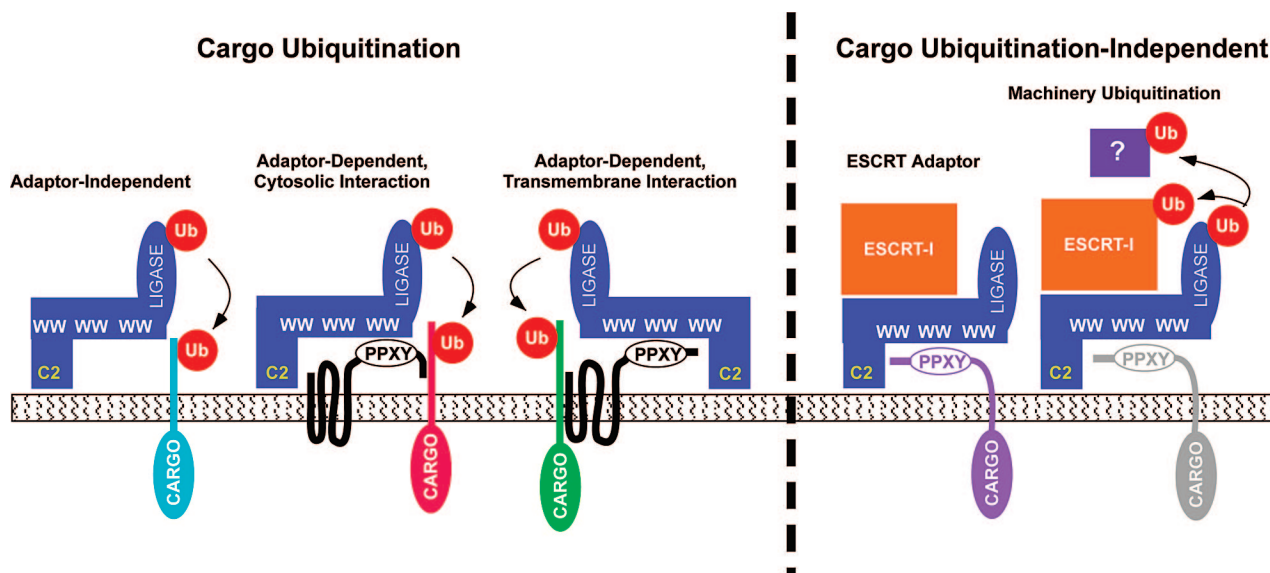 Cargo Ubiquitination
Cargo Ubiquitination-Independent
Machinery Ubiquitination
Adaptor-Independent
Adaptor-Dependent,
Cytosolic Interaction
Adaptor-Dependent,
Transmembrane Interaction
ESCRT Adaptor
Ub
LIGASE
WW WW WW
Ub
C2
CARGO
Ub
LIGASE
WW WW WW
PPXY
Ub
C2
CARGO
Ub
LIGASE
WW WW WW
Ub
PPXY
C2
CARGO
ESCRT-I
LIGASE
WW WW WW
C2
PPXY
CARGO
?
Ub
Ub
Ub
ESCRT-I
LIGASE
WW WW WW
C2
PPXY
CARGO